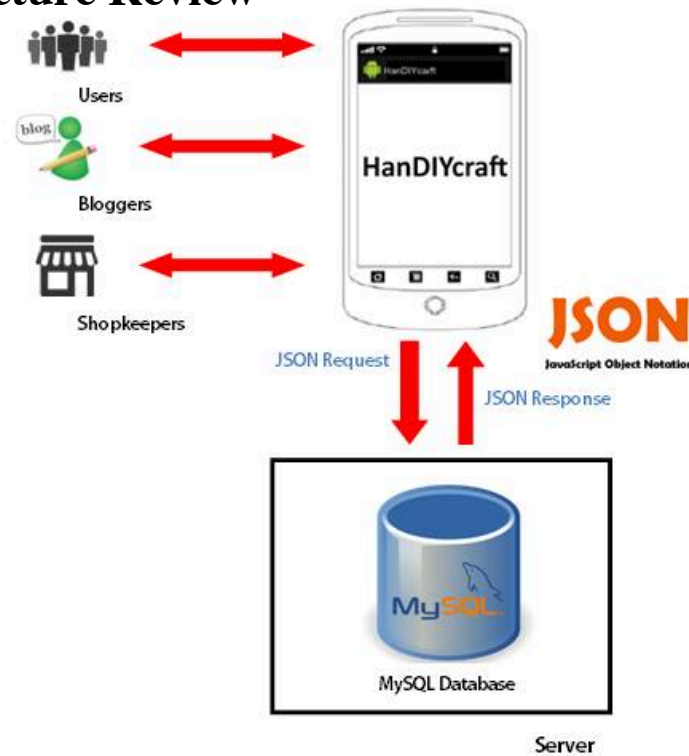 cture Review
Users
blog
Bloggers
Shopkeepers
HanDIYcraft
HanDIYcraft
JSON
JavaScript Object Notation
JSON Request
JSON Response
MySQL
MySQL Database
Server